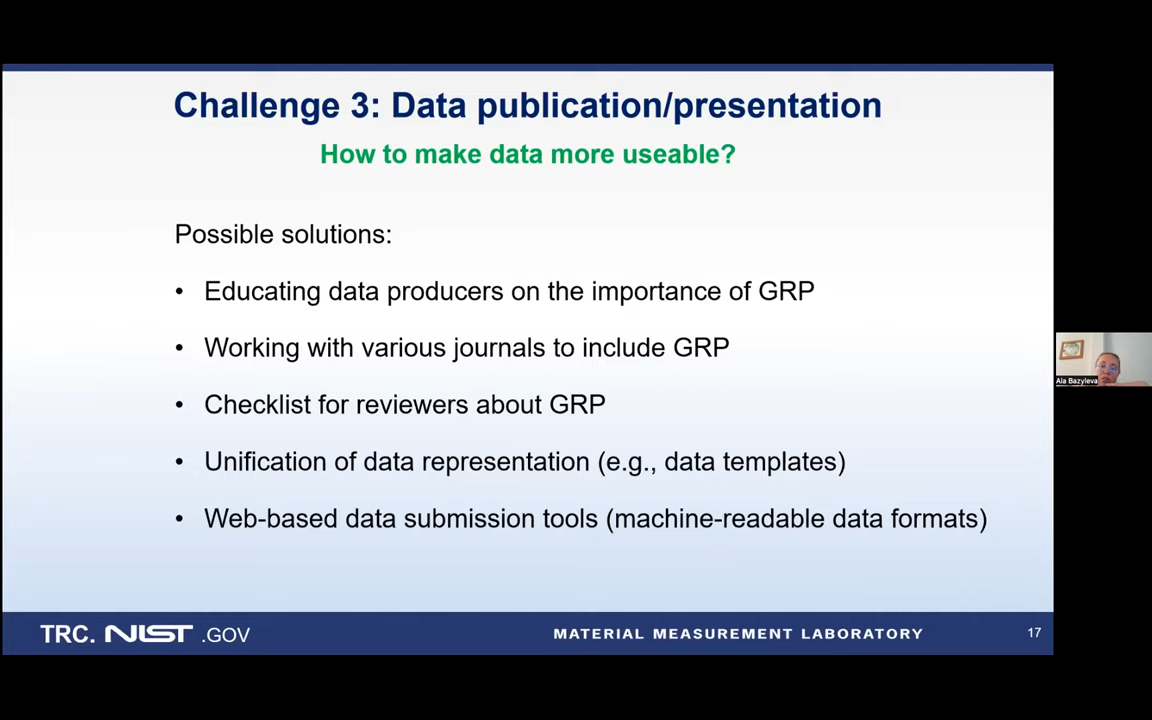 Challenge 3: Data publication/presentation
How to make data more useable?
Possible solutions:
• Educating data producers on the importance of GRP
• Working with various journals to include GRP
• Checklist for reviewers about GRP
• Unification of data representation (e.g., data templates)
• Web-based data submission tools (machine-readable data formats)
Ala Bazyleva
TRC. NIST .GOV
MATERIAL MEASUREMENT LABORATORY
17